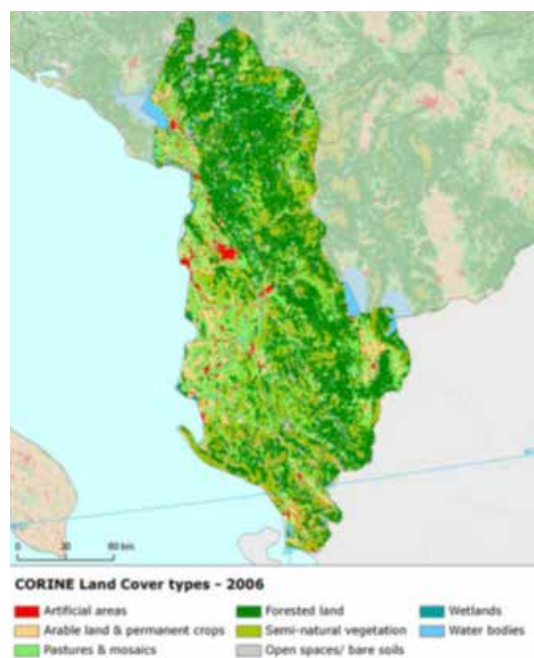 0 30 60 km
CORINE Land Cover types - 2006
Artificial areas
Forested land
Wetlands
Arable land & permanent crops
Semi-natural vegetation
Water bodies
Pastures & mosaics
Open spaces/ bare soils